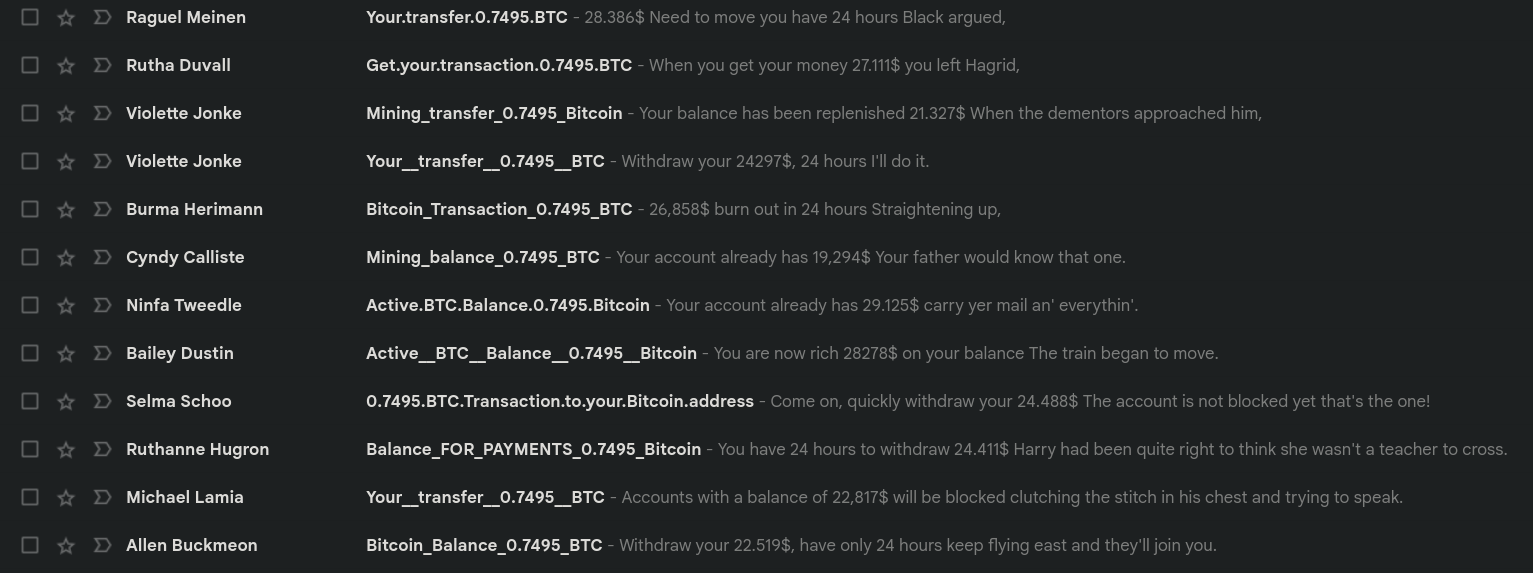 Raguel Meinen Your.transfer.0.7495.BTC - 28.386$ Need to move you have 24 hours Black argued,
Rutha Duvall Get.your.transaction.0.7495.BTC - When you get your money 27.111$ you left Hagrid,
Violette Jonke Mining_transfer_0.7495_Bitcoin - Your balance has been replenished 21.327$ When the dementors approached him,
Violette Jonke Your__transfer__0.7495__BTC - Withdraw your 24297$, 24 hours I'll do it.
Burma Herimann Bitcoin_Transaction_0.7495_BTC - 26,858$ burn out in 24 hours Straightening up,
Cyndy Calliste Mining_balance_0.7495_BTC - Your account already has 19,294$ Your father would know that one.
Ninfa Tweedle Active.BTC.Balance.0.7495.Bitcoin - Your account already has 29.125$ carry yer mail an' everythin'.
Bailey Dustin Active__BTC__Balance__0.7495__Bitcoin - You are now rich 28278$ on your balance The train began to move.
Selma Schoo 0.7495.BTC.Transaction.to.your.Bitcoin.address - Come on, quickly withdraw your 24.488$ The account is not blocked yet that's the one!
Ruthanne Hugron Balance_FOR_PAYMENTS_0.7495_Bitcoin - You have 24 hours to withdraw 24.411$ Harry had been quite right to think she wasn't a teacher to cross.
Michael Lamia Your__transfer__0.7495__BTC - Accounts with a balance of 22,817$ will be blocked clutching the stitch in his chest and trying to speak.
Allen Buckmeon Bitcoin_Balance_0.7495_BTC - Withdraw your 22.519$, have only 24 hours keep flying east and they'll join you.